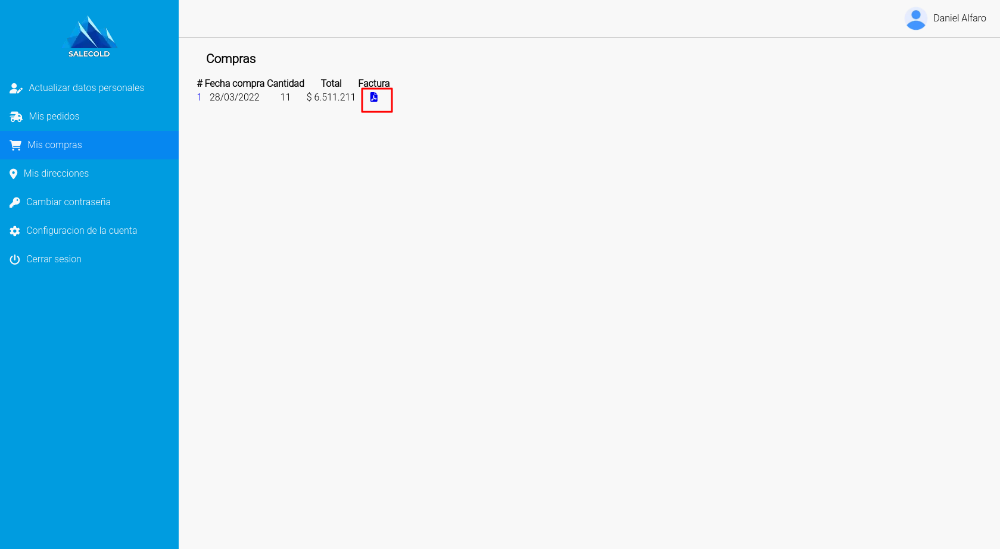 SALECOLD
Actualizar datos personales
Mis pedidos
Mis compras
Mis direcciones
Cambiar contraseña
Configuracion de la cuenta
Cerrar sesion
Daniel Alfaro
Compras
# Fecha compra Cantidad Total Factura
1 28/03/2022 11 $ 6.511.211